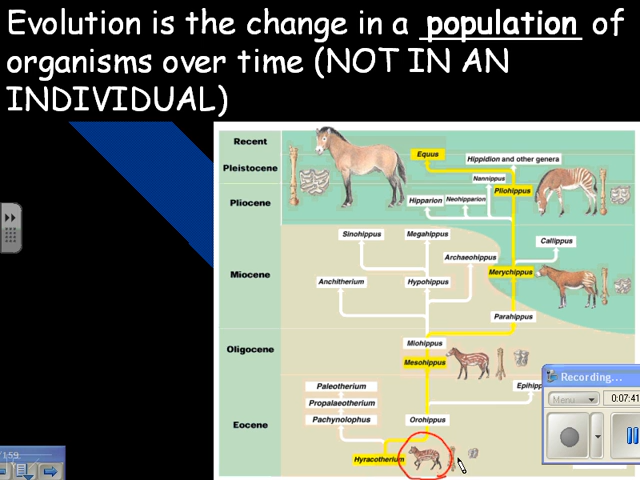 Evolution is the change in a population of
organisms over time (NOT IN AN
INDIVIDUAL)
Recent
Pleistocene
Equus
Hippidion and other genera
Nannippus
Pliohippus
Pliocene
Hipparion
Neohipparion
Sinohippus
Megahippus
Callippus
Archaeohippus
Miocene
Merychippus
Anchitherium
Hypohippus
Parahippus
Oligocene
Miohippus
Mesohippus
Recording...
Paleotherium
Epihipp
Menu
0:07:41
Propalaeotherium
Eocene
Pachynolophus
Orohippus
Hyracotherium